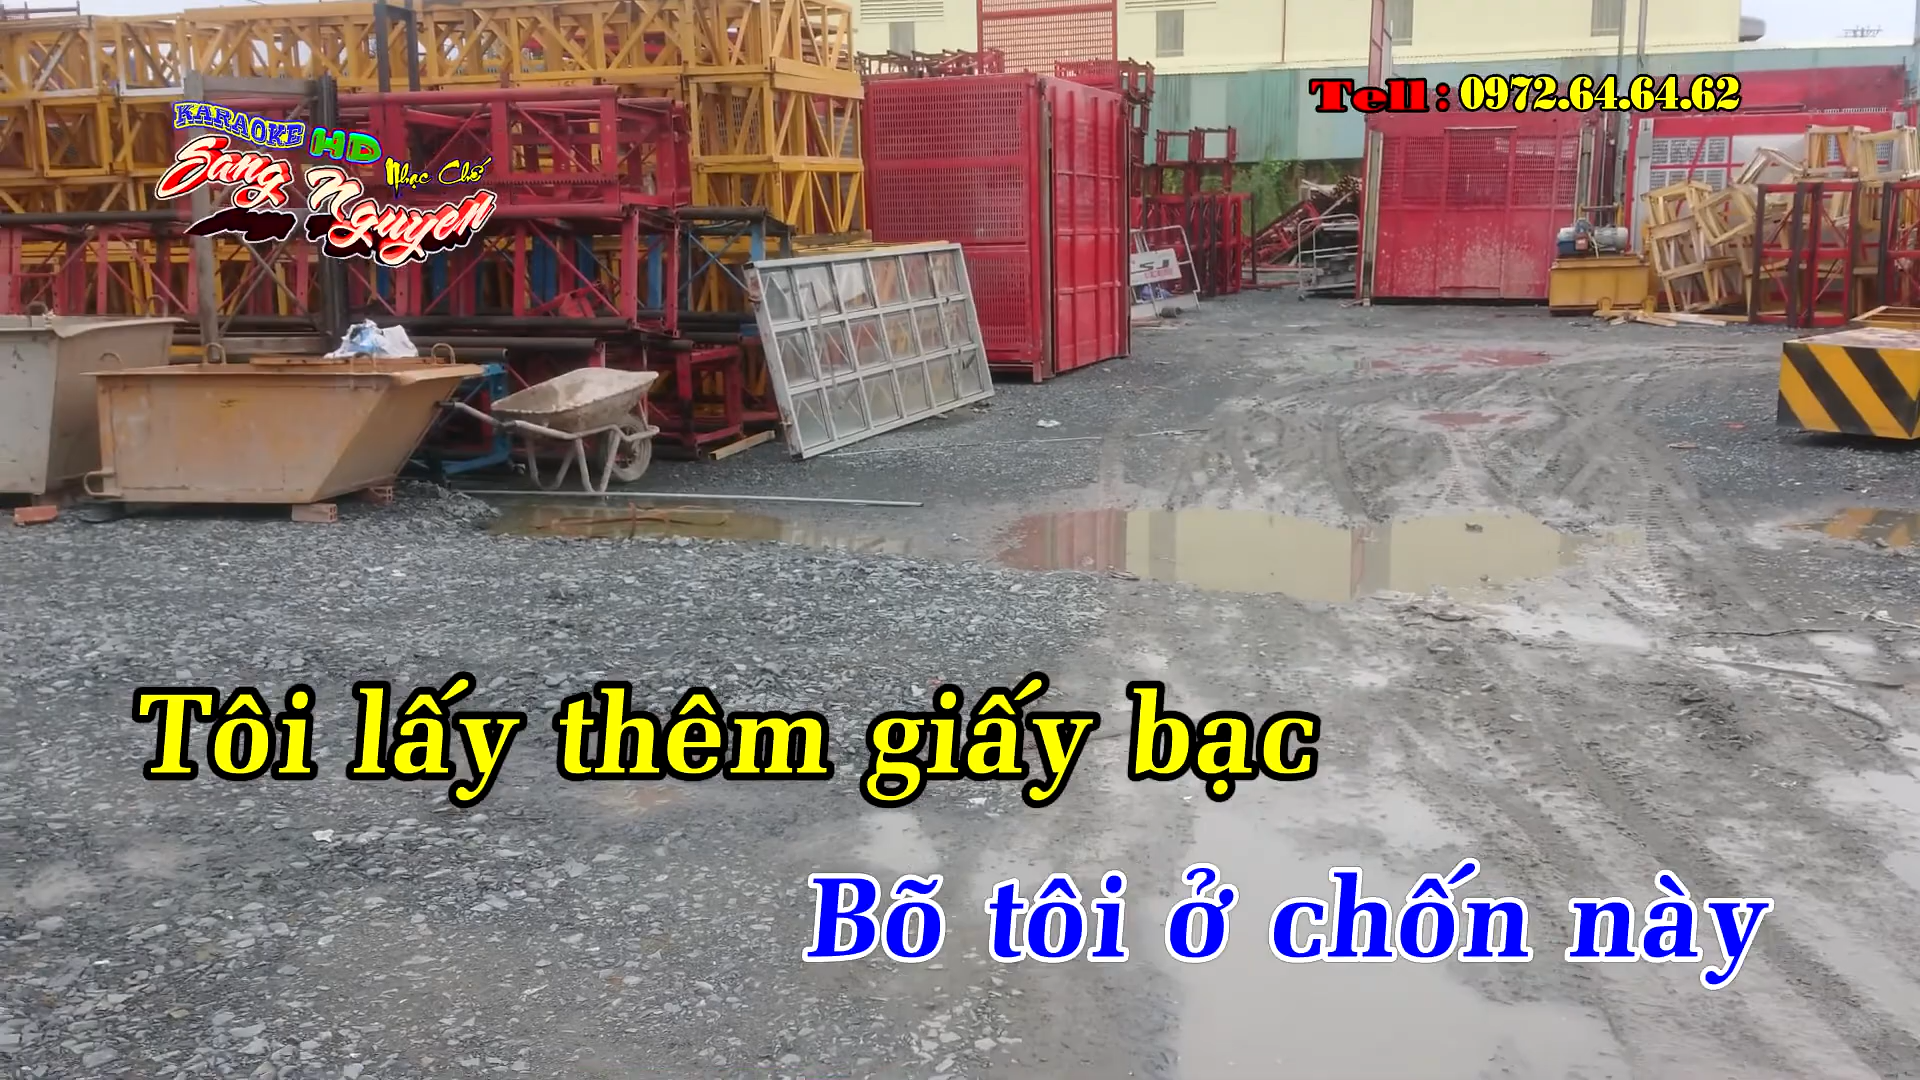 KARAOKE HD
Sang Nguyen Nhạc Chế
Tell : 0972.64.64.62
Tôi lấy thêm giấy bạc
Bõ tôi ở chốn này